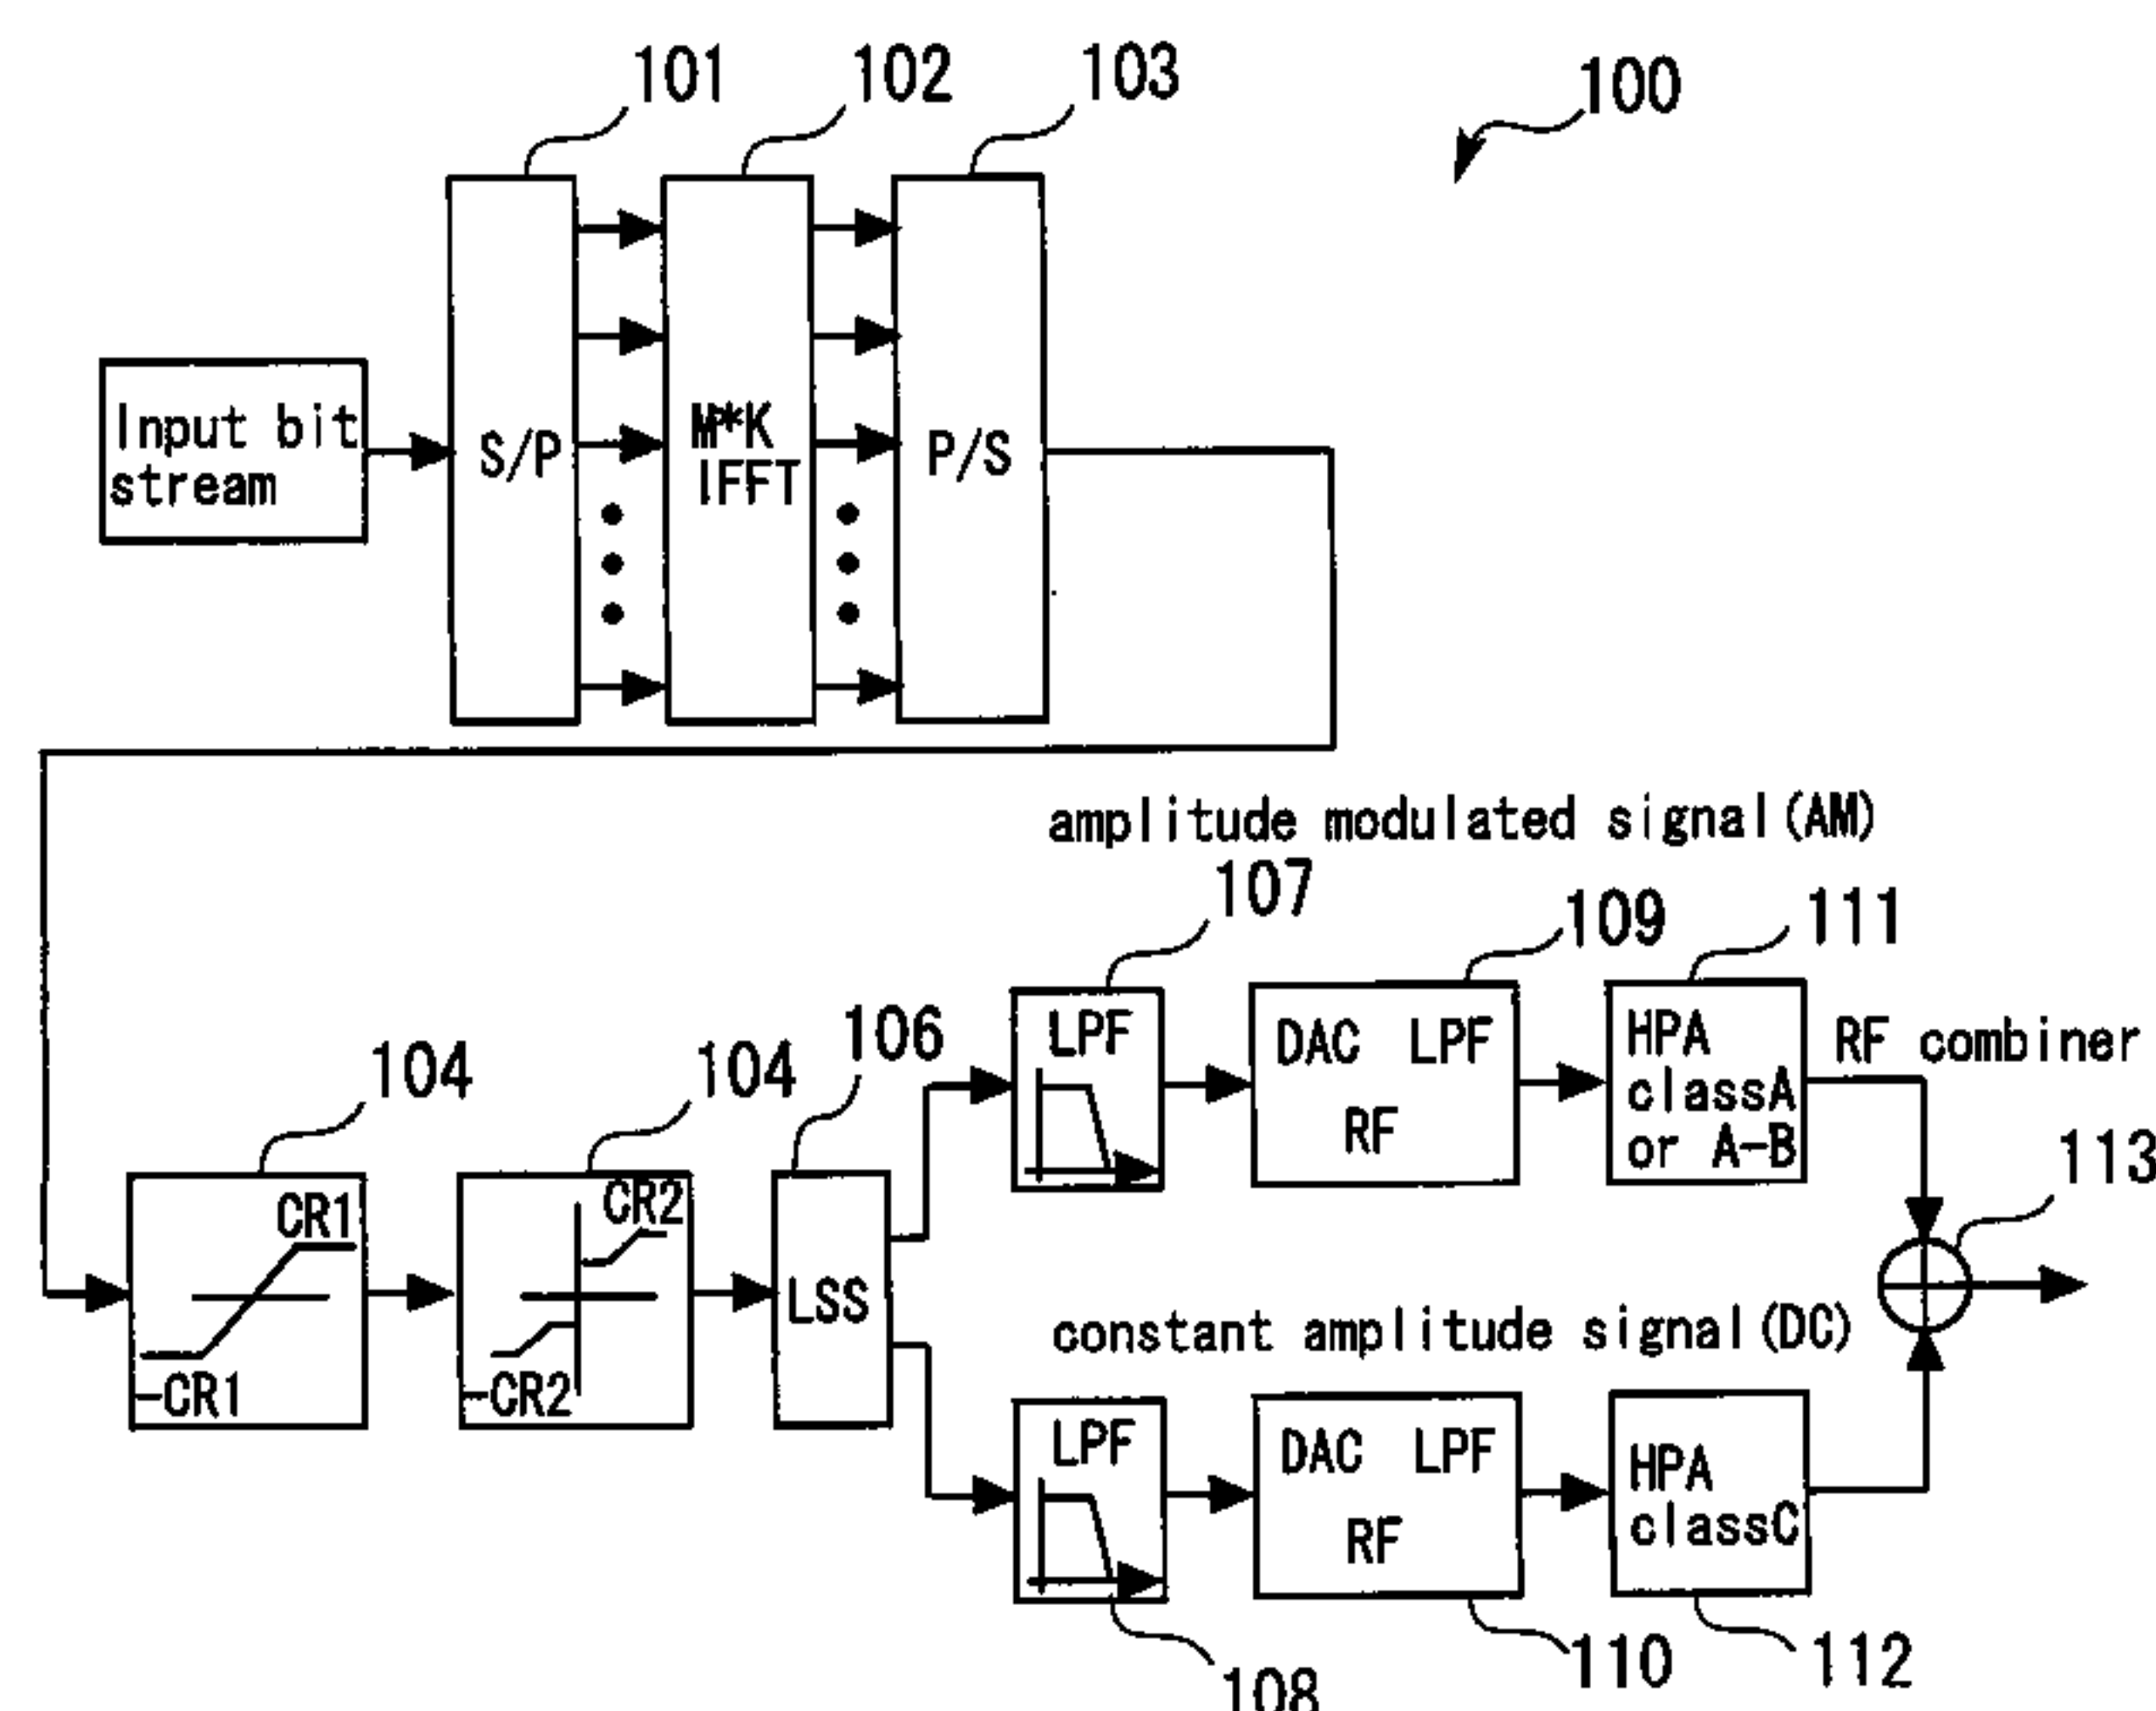 101
102
103
100
Input bit
stream
S/P
M*K
IFFT
P/S
amplitude modulated signal(AM)
107
109
111
104
104
106
LPF
DAC LPF
RF
HPA
classA
or A-B
RF combiner
113
CR1
-CR1
CR2
-CR2
LSS
constant amplitude signal(DC)
LPF
DAC LPF
RF
HPA
classC
108
110
112